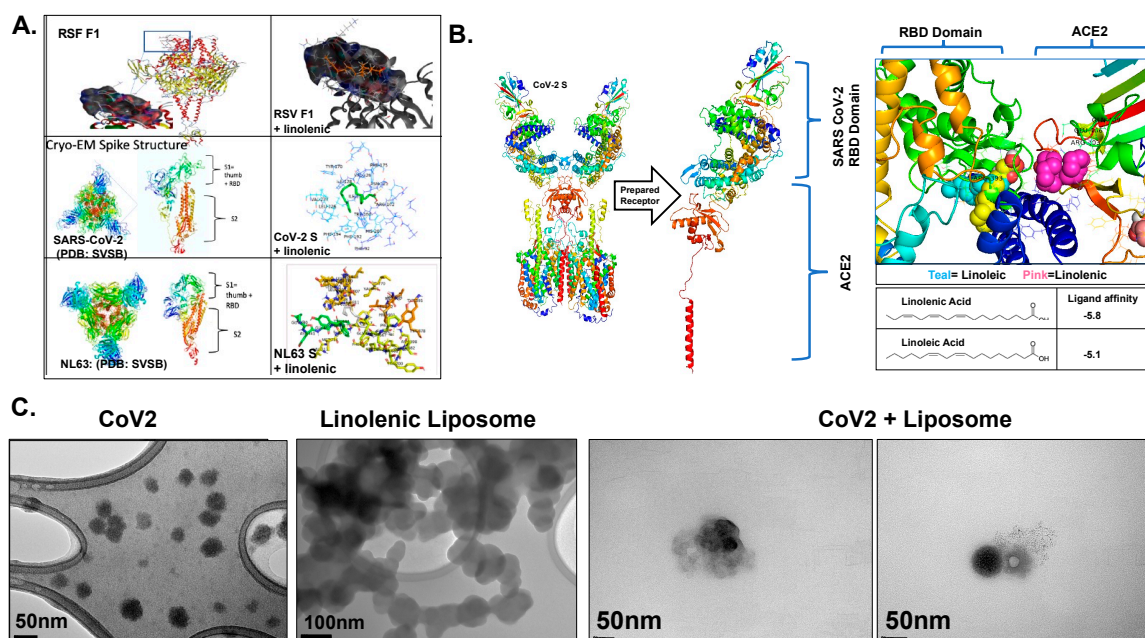 A.
RSF F1
RSV F1
+ linolenic
Cryo-EM Spike Structure
S1=
thumb
+ RBD
S2
SARS-CoV-2
(PDB: SVSB)
CoV-2 S
+ linolenic
S1=
thumb +
RBD
S2
NL63: (PDB: SVSB)
NL63 S
+ linolenic
B.
CoV-2 S
Prepared
Receptor
SARS CoV-2
RBD Domain
ACE2
RBD Domain
ACE2
Teal= Linoleic
Pink=Linolenic
Linolenic Acid
Ligand affinity
-5.8
O
Linoleic Acid
-5.1
O
OH
C.
CoV2
Linolenic Liposome
CoV2 + Liposome
50nm
100nm
50nm
50nm